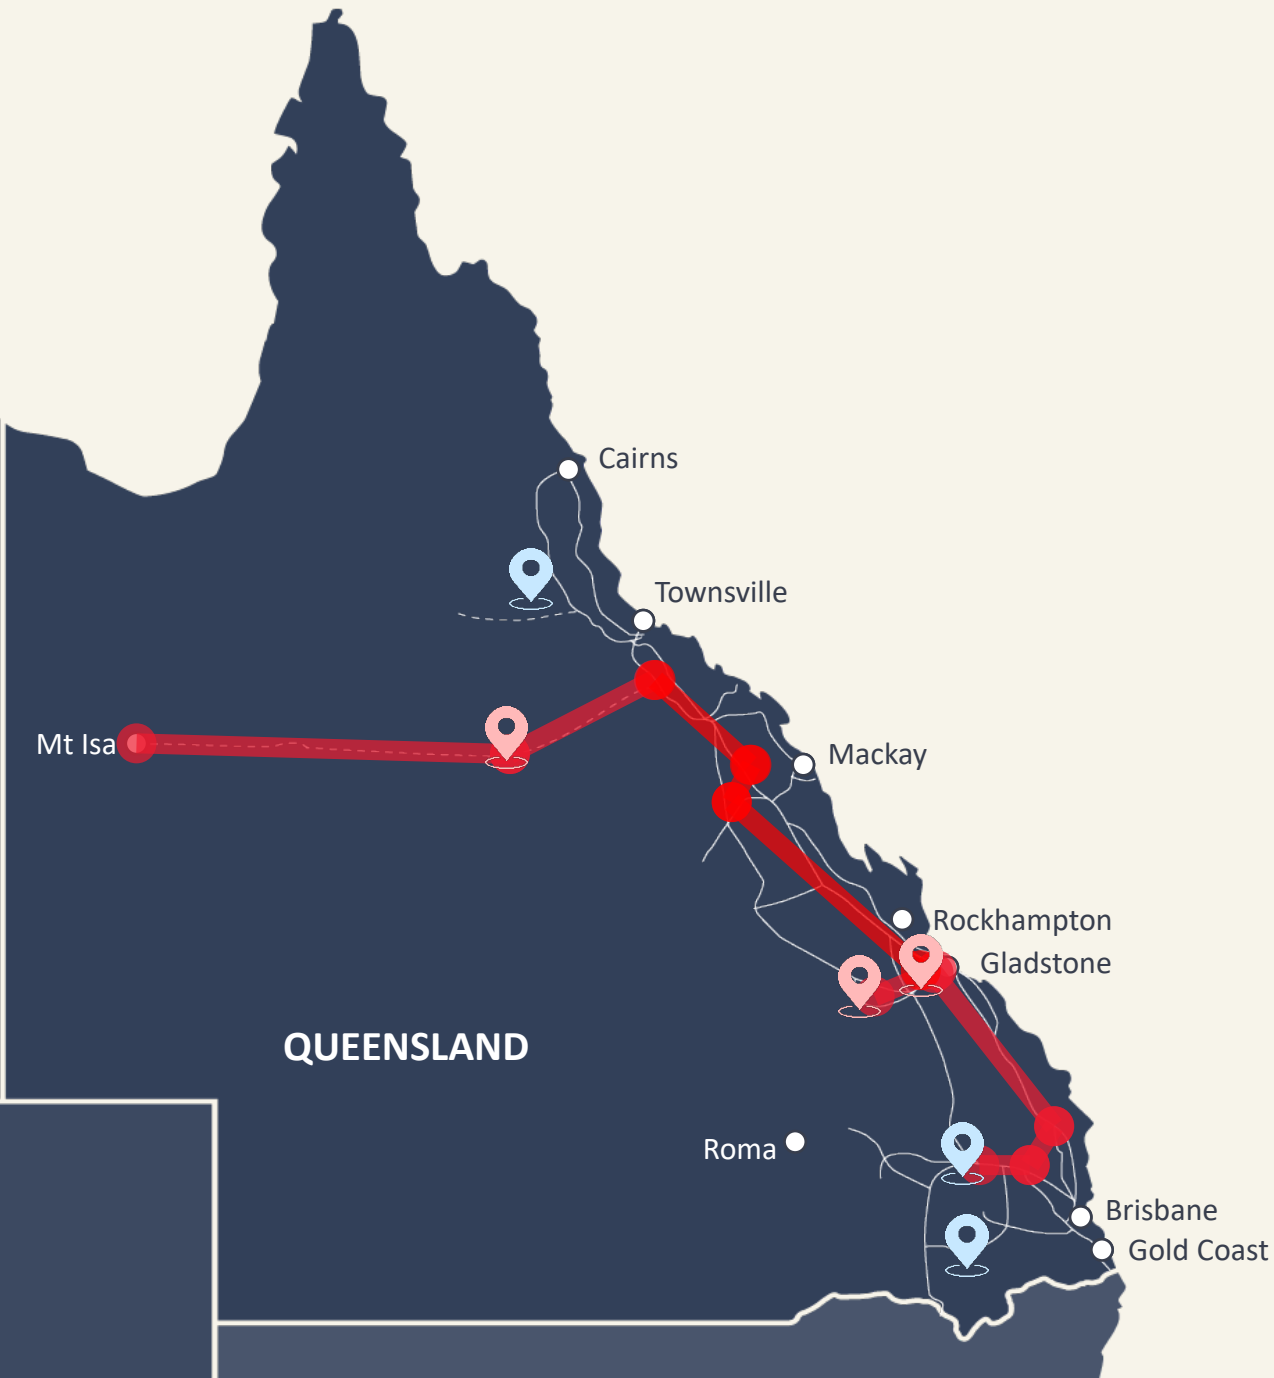 Cairns
Townsville
Mt Isa
Mackay
Rockhampton
Gladstone
QUEENSLAND
Roma
Brisbane
Gold Coast